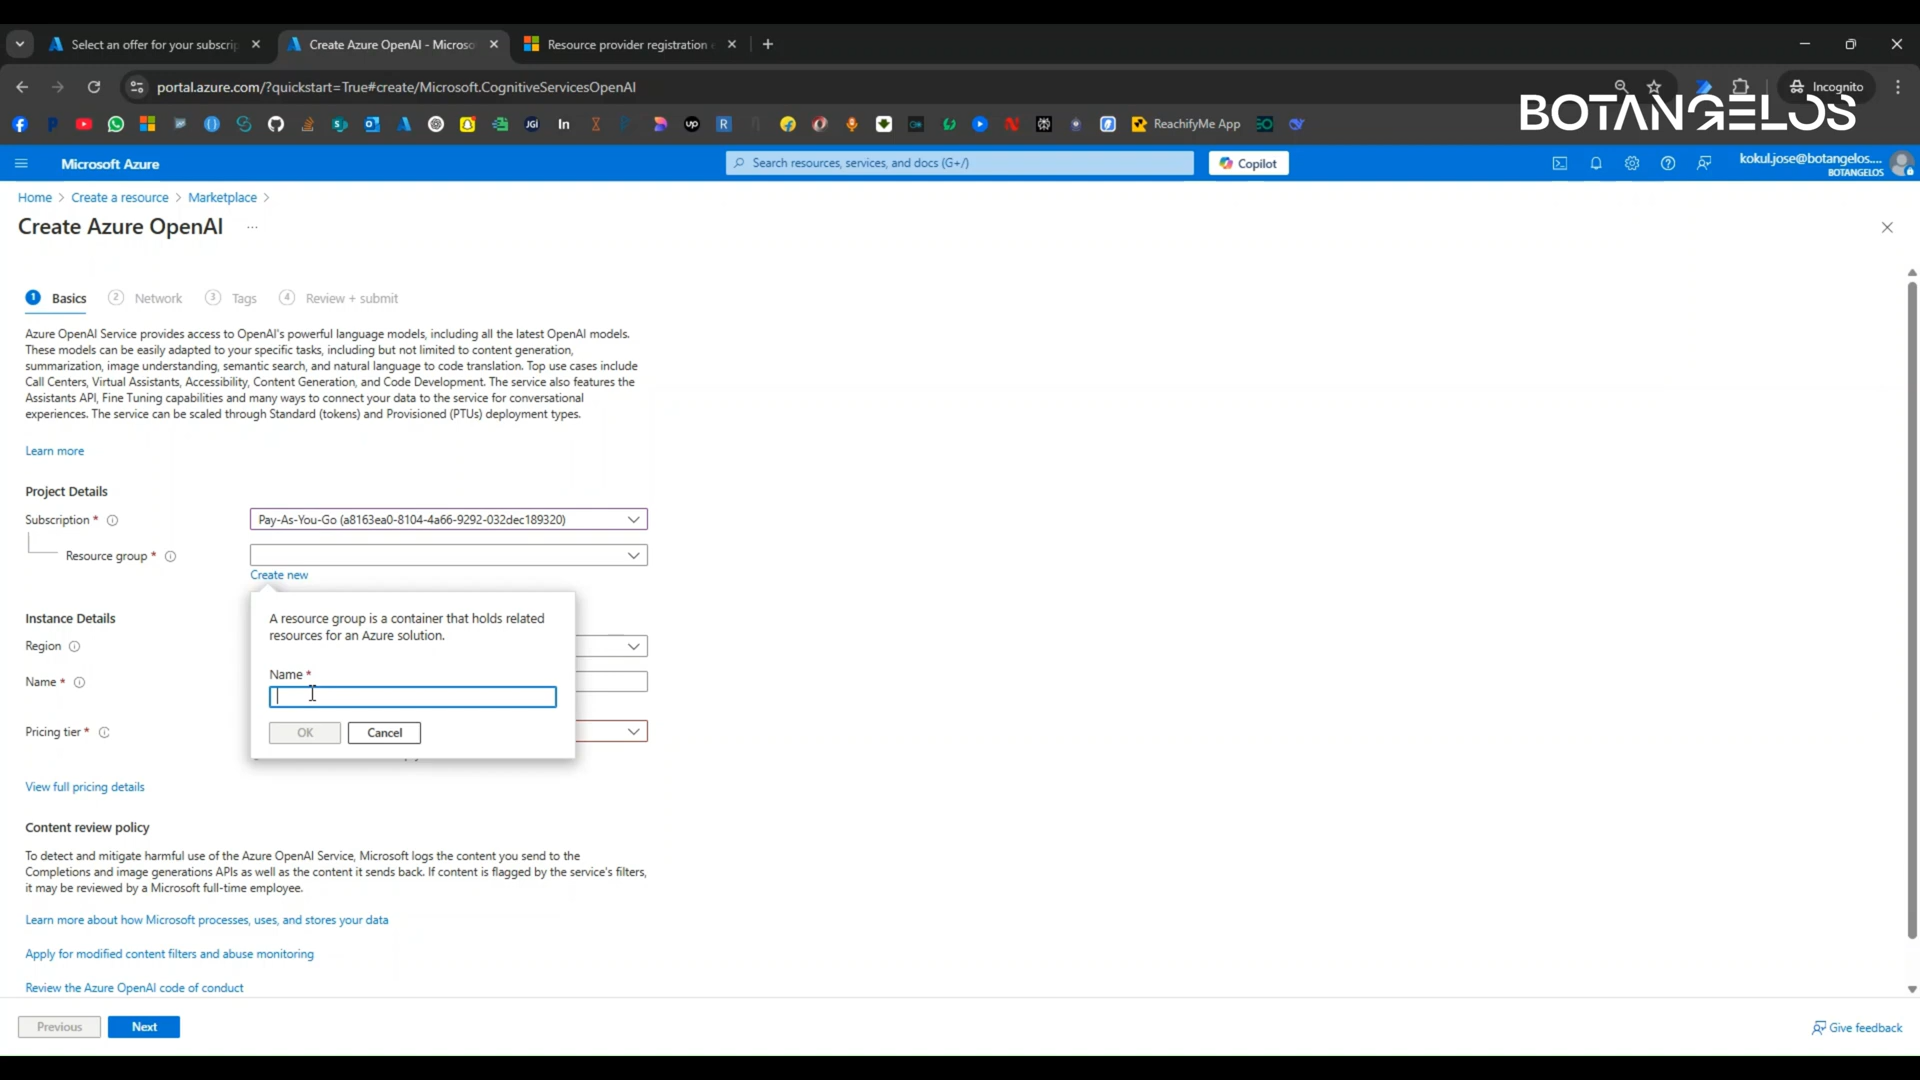 Select an offer for your subscrip
Create Azure OpenAI - Microso
Resource provider registration
portal.azure.com/?quickstart=True#create/Microsoft.CognitiveServicesOpenAI
Incognito
BOTANGELOS
ReachifyMe App
Microsoft Azure
Search resources, services, and docs (G+/)
Copilot
kokul.jose@botangelos....
BOTANGELOS
Home > Create a resource > Marketplace >
Create Azure OpenAI ...
1 Basics 2 Network 3 Tags 4 Review + submit
Azure OpenAI Service provides access to OpenAI's powerful language models, including all the latest OpenAI models.
These models can be easily adapted to your specific tasks, including but not limited to content generation,
summarization, image understanding, semantic search, and natural language to code translation. Top use cases include
Call Centers, Virtual Assistants, Accessibility, Content Generation, and Code Development. The service also features the
Assistants API, Fine Tuning capabilities and many ways to connect your data to the service for conversational
experiences. The service can be scaled through Standard (tokens) and Provisioned (PTUs) deployment types.
Learn more
Project Details
Subscription *
Pay-As-You-Go (a8163ea0-8104-4a66-9292-032dec189320)
Resource group *
Create new
A resource group is a container that holds related
resources for an Azure solution.
Name *
OK
Cancel
Instance Details
Region
Name *
Pricing tier *
View full pricing details
Content review policy
To detect and mitigate harmful use of the Azure OpenAI Service, Microsoft logs the content you send to the
Completions and image generations APIs as well as the content it sends back. If content is flagged by the service's filters,
it may be reviewed by a Microsoft full-time employee.
Learn more about how Microsoft processes, uses, and stores your data
Apply for modified content filters and abuse monitoring
Review the Azure OpenAI code of conduct
Previous
Next
Give feedback